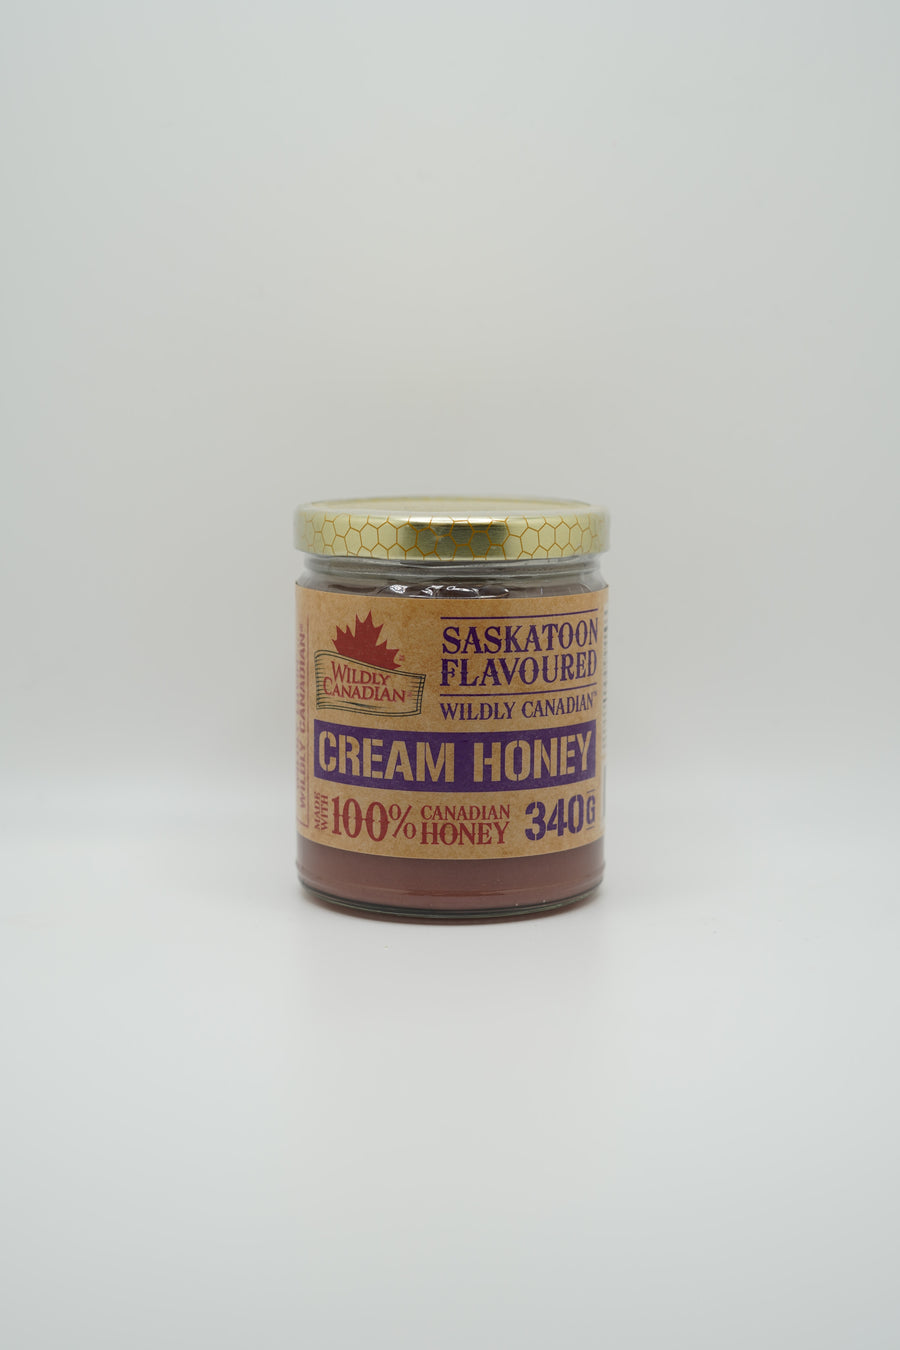 WILDLY CANADIAN
WILDLY
CANADIAN
SASKATOON
FLAVOURED
WILDLY CANADIAN™
CREAM HONEY
MADE
WITH
100%
CANADIAN
HONEY
340G